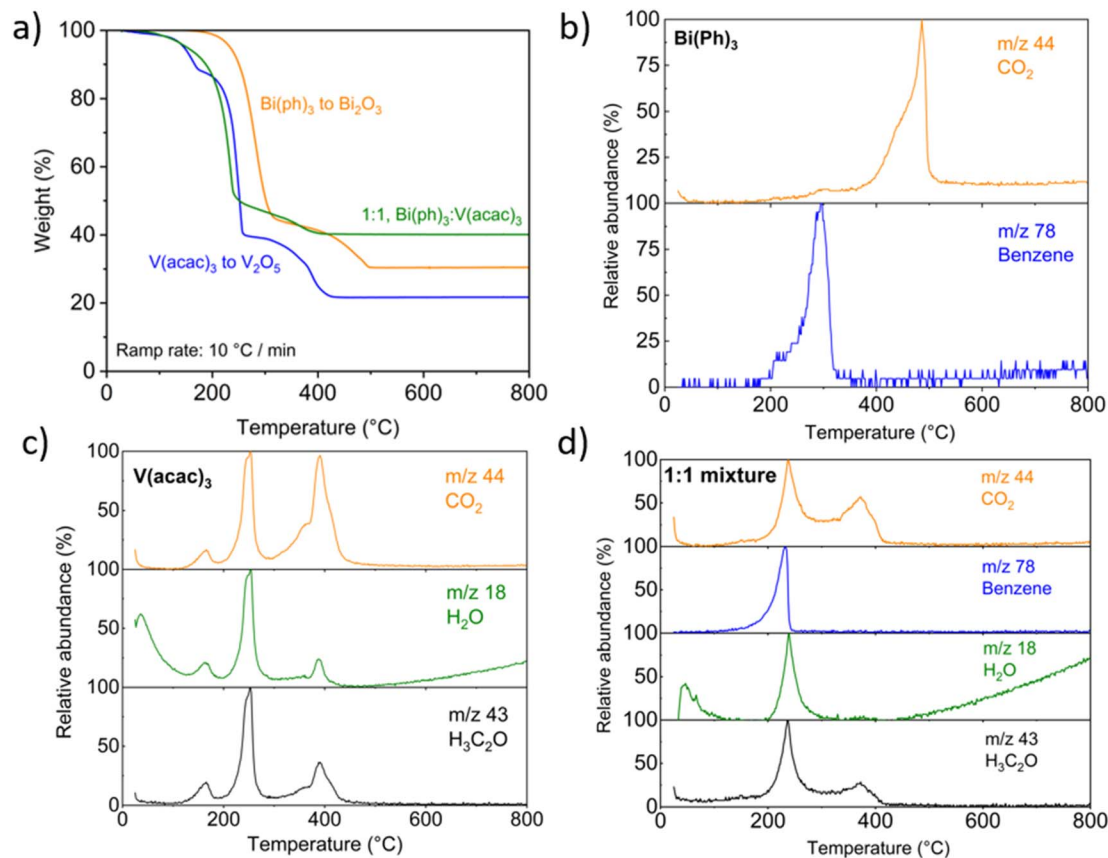 a)
100
80
60
40
20
0
Weight (%)
Bi(ph)3 to Bi2O3
1:1, Bi(ph)3:V(acac)3
V(acac)3 to V2O5
Ramp rate: 10 °C / min
0 200 400 600 800
Temperature (°C)
b)
Bi(Ph)3
m/z 44
CO2
100
75
50
25
100
75
50
25
0
Relative abundance (%)
m/z 78
Benzene
0 200 400 600 800
Temperature (°C)
c)
V(acac)3
m/z 44
CO2
100
50
100
50
100
50
0
Relative abundance (%)
m/z 18
H2O
m/z 43
H3C2O
0 200 400 600 800
Temperature (°C)
d)
1:1 mixture
m/z 44
CO2
100
50
100
50
100
50
100
50
0
Relative abundance (%)
m/z 78
Benzene
m/z 18
H2O
m/z 43
H3C2O
0 200 400 600 800
Temperature (°C)